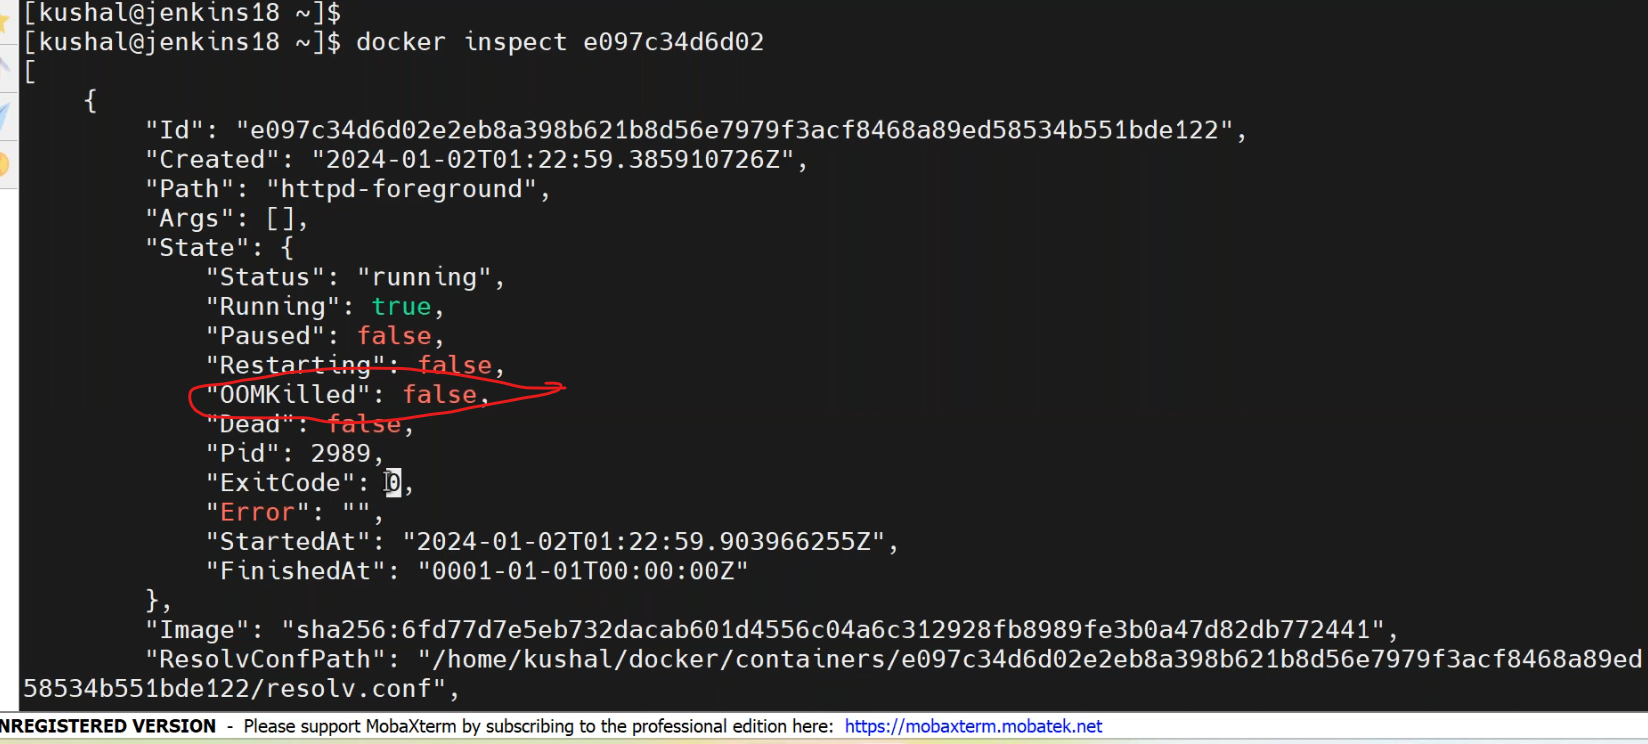 [kushal@jenkins18 ~]$
[kushal@jenkins18 ~]$ docker inspect e097c34d6d02
[
    {
        "Id": "e097c34d6d02e2eb8a398b621b8d56e7979f3acf8468a89ed58534b551bde122",
        "Created": "2024-01-02T01:22:59.385910726Z",
        "Path": "httpd-foreground",
        "Args": [],
        "State": {
            "Status": "running",
            "Running": true,
            "Paused": false,
            "Restarting": false,
            "OOMKilled": false,
            "Dead": false,
            "Pid": 2989,
            "ExitCode": 0,
            "Error": "",
            "StartedAt": "2024-01-02T01:22:59.903966255Z",
            "FinishedAt": "0001-01-01T00:00:00Z"
        },
        "Image": "sha256:6fd77d7e5eb732dacab601d4556c04a6c312928fb8989fe3b0a47d82db772441",
        "ResolvConfPath": "/home/kushal/docker/containers/e097c34d6d02e2eb8a398b621b8d56e7979f3acf8468a89ed
58534b551bde122/resolv.conf",
NREGISTERED VERSION - Please support MobaXterm by subscribing to the professional edition here: https://mobaxterm.mobatek.net